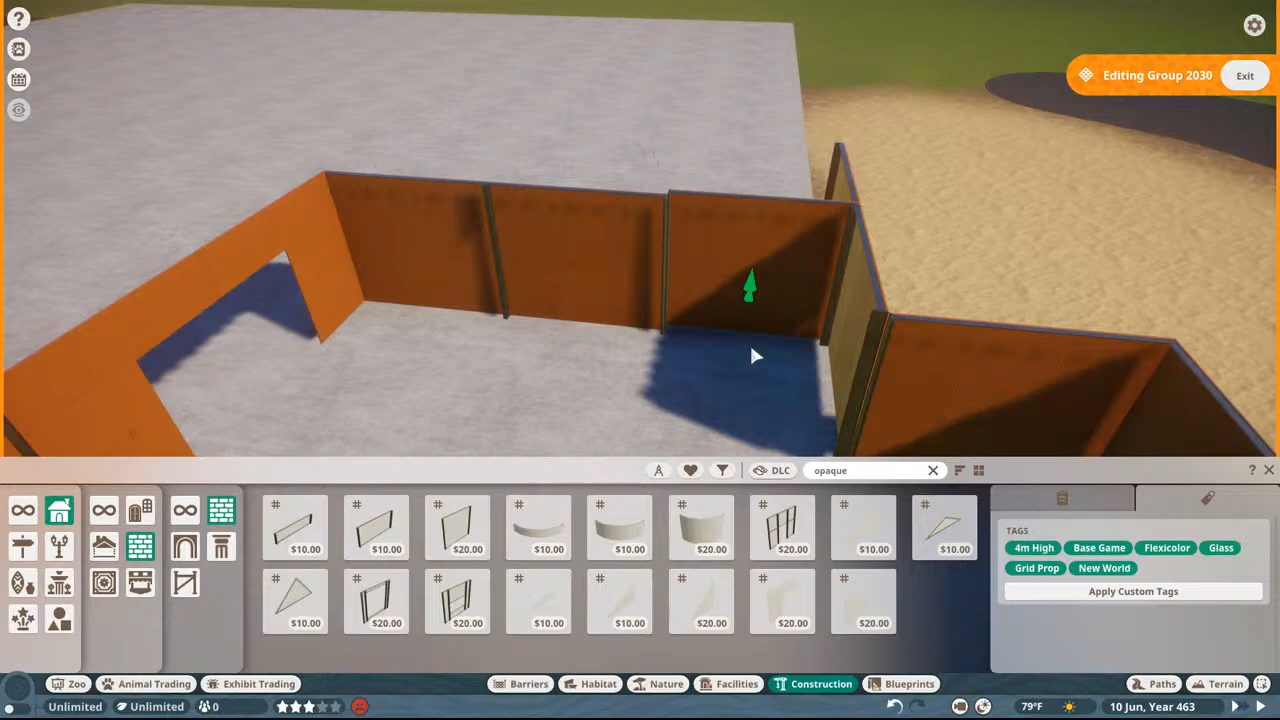 ?
Editing Group 2030 Exit
DLC opaque
?
$10.00 $10.00 $20.00 $10.00 $10.00 $20.00 $20.00 $10.00 $10.00
$10.00 $20.00 $20.00 $10.00 $10.00 $20.00 $20.00 $20.00
TAGS
4m High Base Game Flexicolor Glass
Grid Prop New World
Apply Custom Tags
Zoo Animal Trading Exhibit Trading Barriers Habitat Nature Facilities Construction Blueprints Paths Terrain
Unlimited Unlimited 0 79°F 10 Jun, Year 463